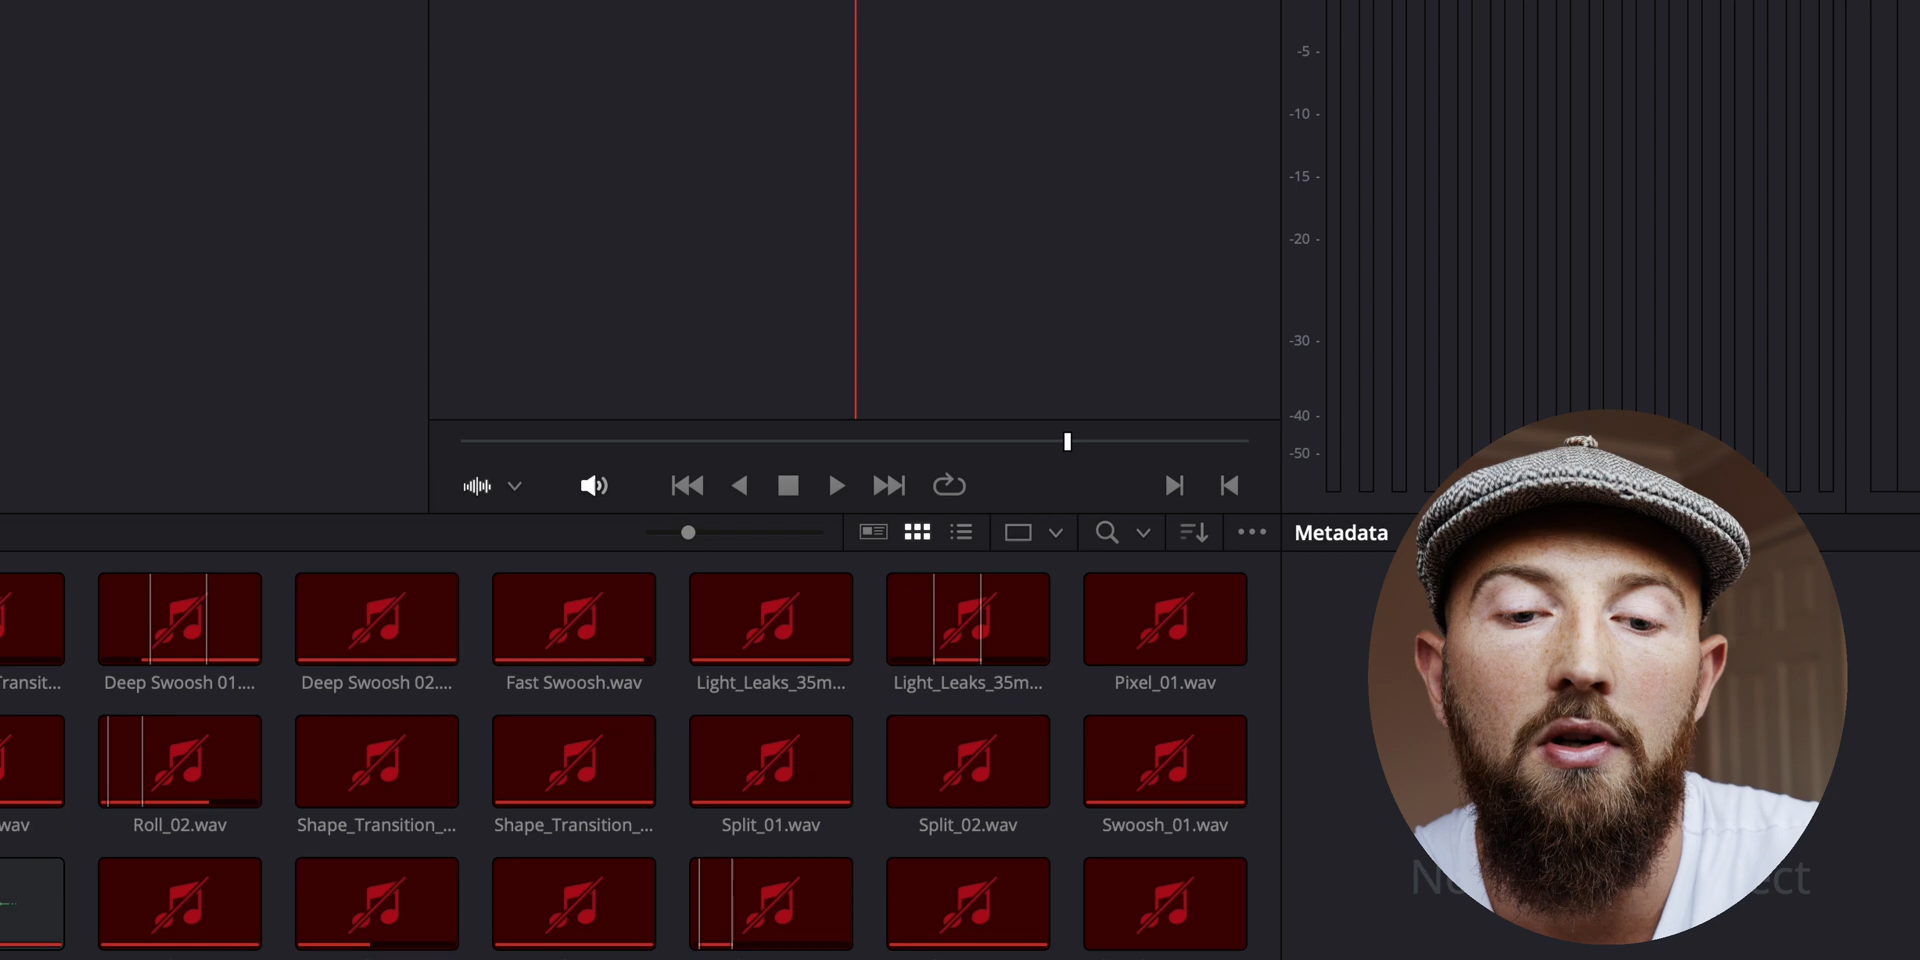 -5 -
-10 -
-15 -
-20 -
-30 -
-40 -
-50 -
Metadata
ransit...
Deep Swoosh 01....
Deep Swoosh 02....
Fast Swoosh.wav
Light_Leaks_35m...
Light_Leaks_35m...
Pixel_01.wav
wav
Roll_02.wav
Shape_Transition_...
Shape_Transition_...
Split_01.wav
Split_02.wav
Swoosh_01.wav